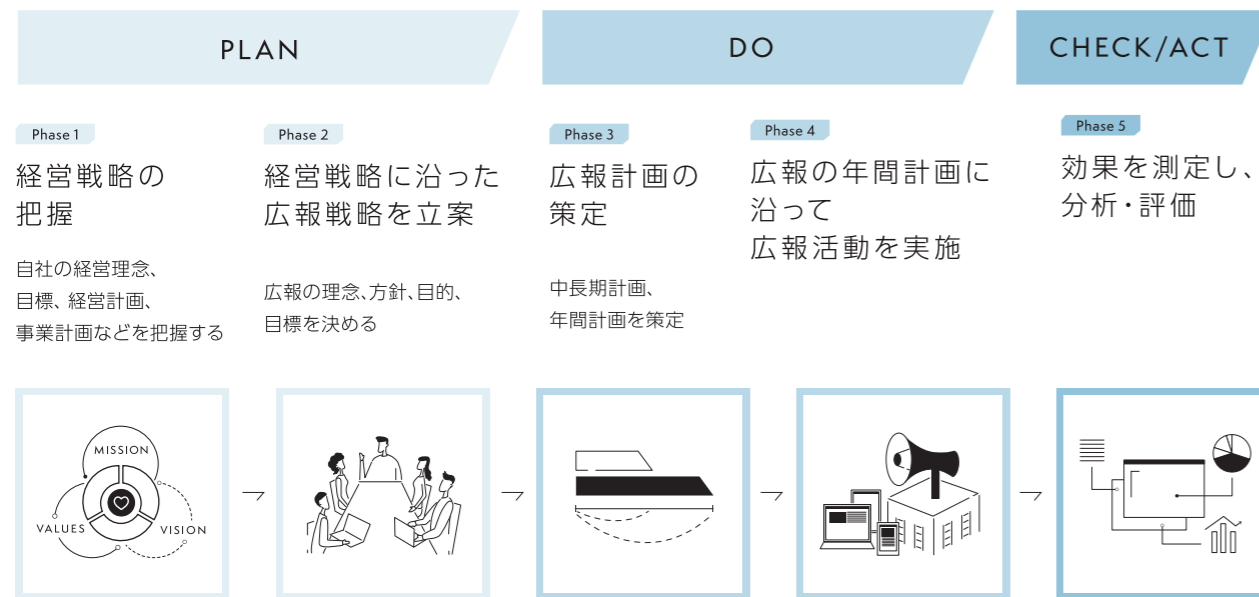 PLAN
DO
CHECK/ACT
Phase 1
経営戦略の
把握
自社の経営理念、
目標、経営計画、
事業計画などを把握する
Phase 2
経営戦略に沿った
広報戦略を立案
広報の理念、方針、目的、
目標を決める
Phase 3
広報計画の
策定
中長期計画、
年間計画を策定
Phase 4
広報の年間計画に
沿って
広報活動を実施
Phase 5
効果を測定し、
分析・評価
MISSION
VALUES
VISION